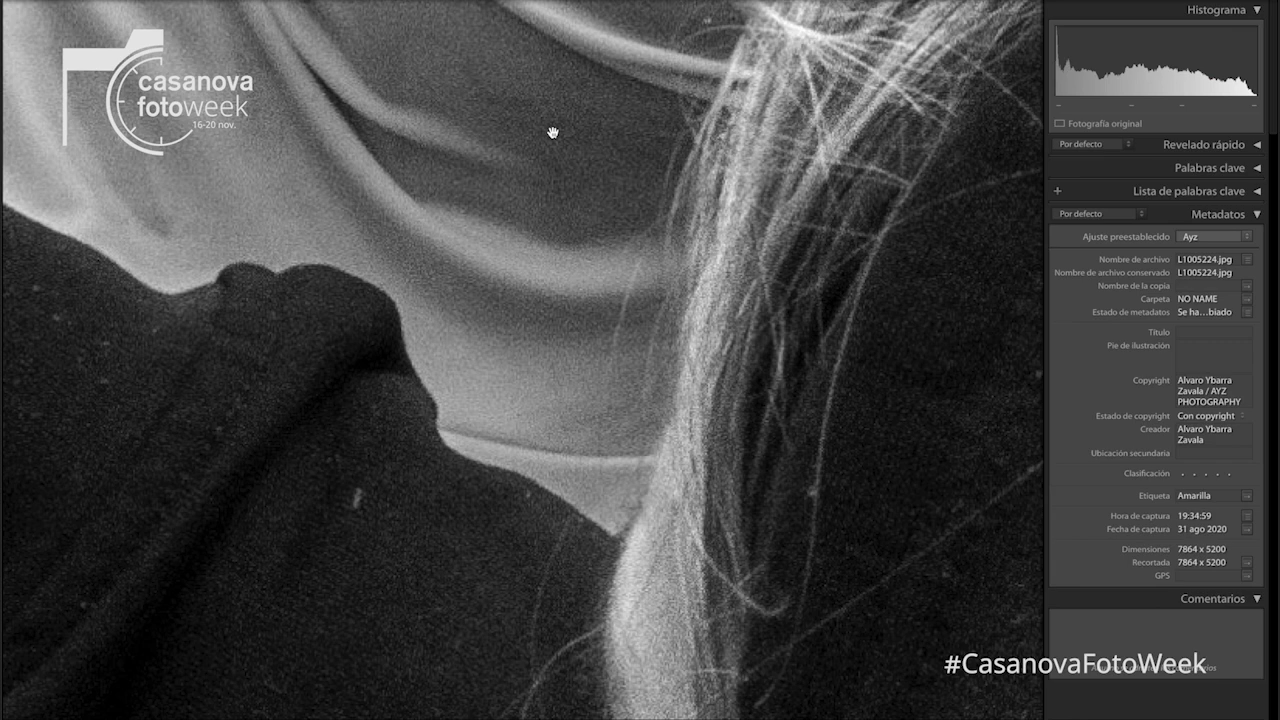 casanova
fotoweek
16-20 nov.
Histograma
Fotografía original
Por defecto
Revelado rápido
Palabras clave
+ Lista de palabras clave
Por defecto
Metadatos
Ajuste preestablecido Ayz
Nombre de archivo L1005224.jpg
Nombre de archivo conservado L1005224.jpg
Nombre de la copia
Carpeta NO NAME
Estado de metadatos Se ha...biado
Título
Pie de ilustración
Copyright Alvaro Ybarra
Zavala / AYZ
PHOTOGRAPHY
Estado de copyright Con copyright
Creador Alvaro Ybarra
Zavala
Ubicación secundaria
Clasificación . . . . .
Etiqueta Amarilla
Hora de captura 19:34:59
Fecha de captura 31 ago 2020
Dimensiones 7864 x 5200
Recortada 7864 x 5200
GPS
Comentarios
#CasanovaFotoWeek